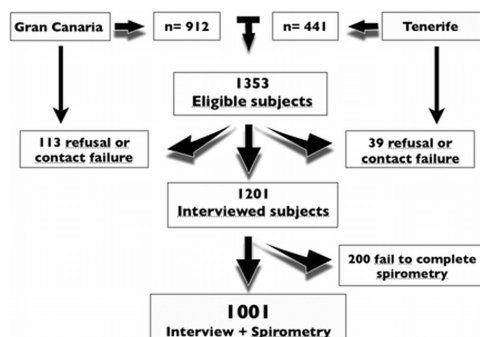 Gran Canaria
n= 912
n= 441
Tenerife
1353
Eligible subjects
113 refusal or
contact failure
39 refusal or
contact failure
1201
Interviewed subjects
200 fail to complete
spirometry
1001
Interview + Spirometry